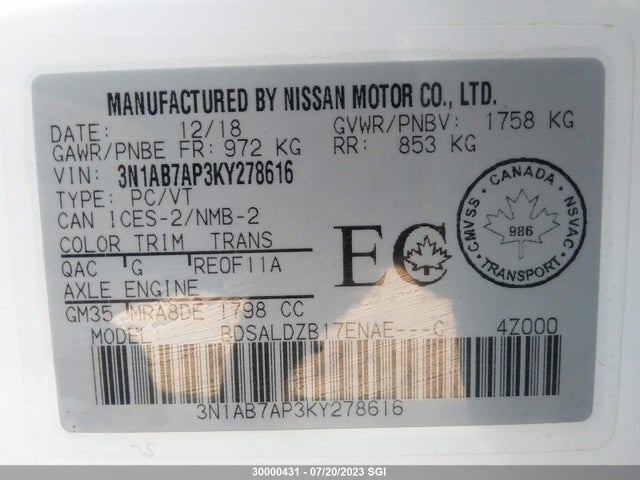 MANUFACTURED BY NISSAN MOTOR CO., LTD.
DATE: 12/18 GVWR/PNBV: 1758 KG
GAWR/PNBE FR: 972 KG RR: 853 KG
VIN: 3N1AB7AP3KY278616
TYPE: PC/VT
CAN ICES-2/NMB-2
COLOR TRIM TRANS
QAC G RE0F11A
AXLE ENGINE
GM35 MRA8DE 1798 CC
EC
CANADA
CMVSS 986 NSVAC
TRANSPORT
MODEL: BDSALDZB17ENAE---C 4Z000
3N1AB7AP3KY278616
30000431 - 07/20/2023 SGI